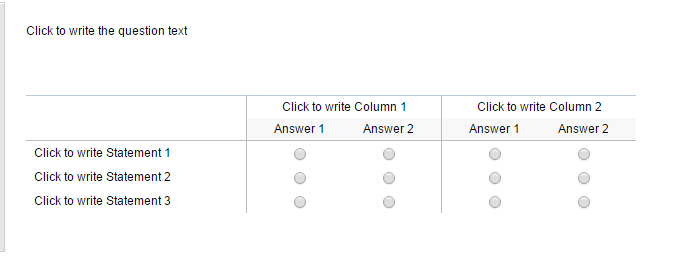 Click to write the question text
Click to write Column 1 Click to write Column 2
Answer 1 Answer 2 Answer 1 Answer 2
Click to write Statement 1
Click to write Statement 2
Click to write Statement 3